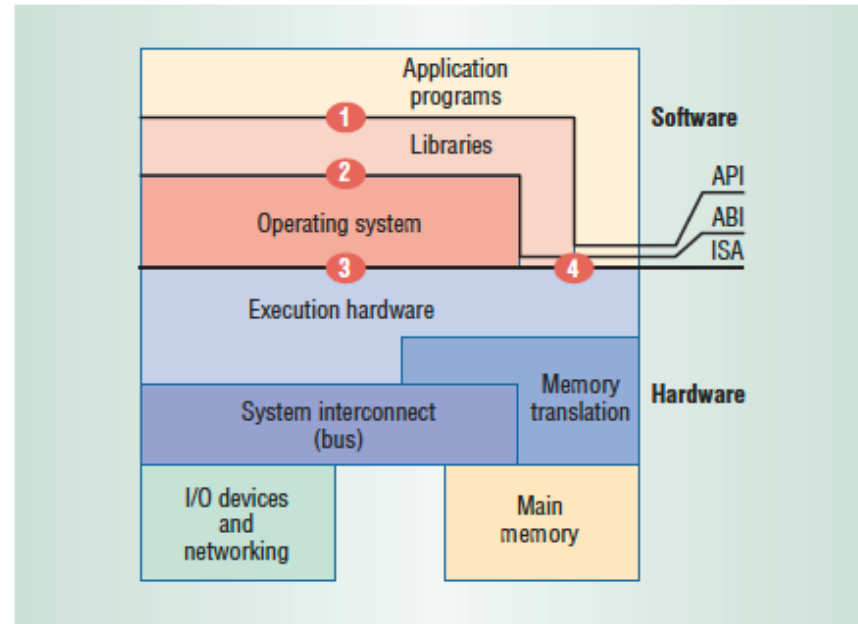 Application
programs
1
Software
Libraries
2
API
Operating system
ABI
ISA
3
4
Execution hardware
Memory
translation
Hardware
System interconnect
(bus)
I/O devices
and
networking
Main
memory